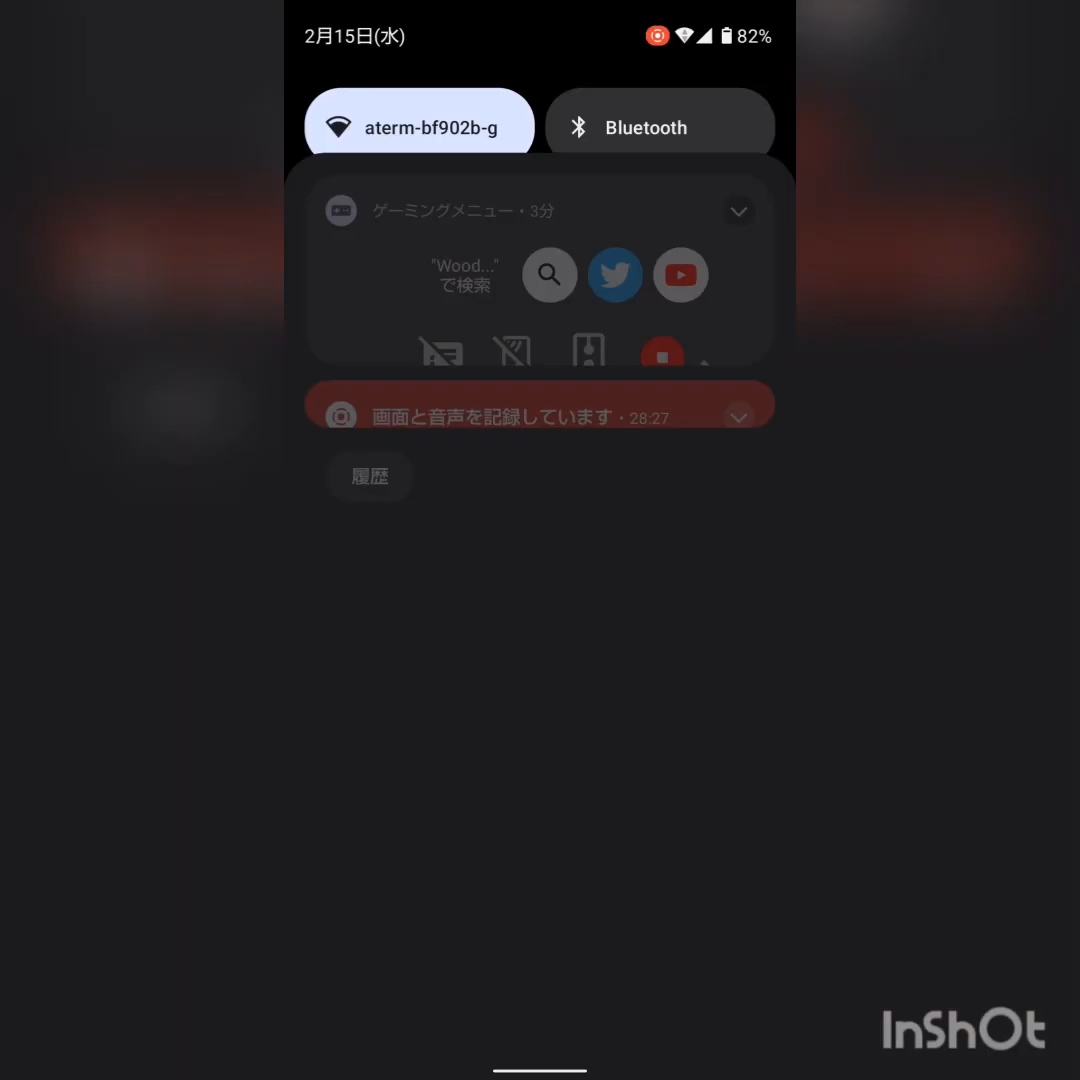 2月15日(水)
82%
aterm-bf902b-g
Bluetooth
ゲーミングメニュー・3分
"Wood..."
で検索
画面と音声を記録しています・28:27
履歴
InShOt